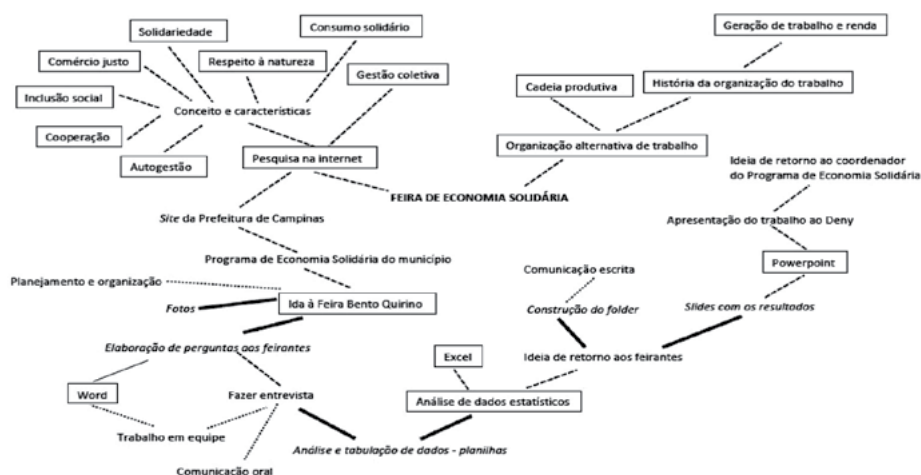 Geração de trabalho e renda
Consumo solidário
Solidariedade
Comércio justo
Respeito à natureza
Gestão coletiva
História da organização do trabalho
Cadeia produtiva
Inclusão social
Conceito e características
Cooperação
Autogestão
Pesquisa na internet
Organização alternativa de trabalho
Ideia de retorno ao coordenador
do Programa de Economia Solidária
FEIRA DE ECONOMIA SOLIDÁRIA
Site da Prefeitura de Campinas
Apresentação do trabalho ao Deny
Programa de Economia Solidária do município
Powerpoint
Planejamento e organização
Comunicação escrita
Fotos
Ida à Feira Bento Quirino
Construção do folder
Slides com os resultados
Elaboração de perguntas aos feirantes
Excel
Ideia de retorno aos feirantes
Word
Fazer entrevista
Análise de dados estatísticos
Trabalho em equipe
Análise e tabulação de dados - planilhas
Comunicação oral